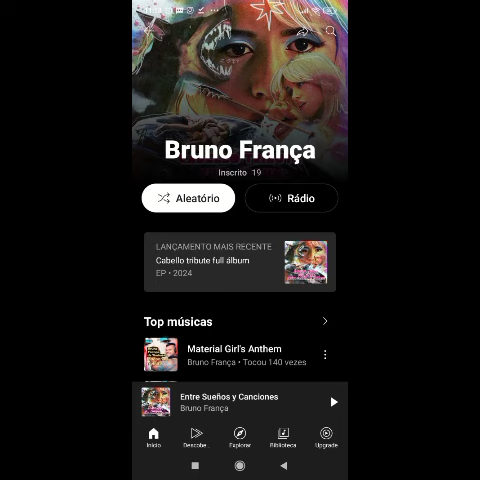 Bruno França
Inscrito 19
Aleatório
Rádio
LANÇAMENTO MAIS RECENTE
Cabello tribute full álbum
EP • 2024
Top músicas
Material Girl's Anthem
Bruno França • Tocou 140 vezes
Entre Sueños y Canciones
Bruno França
Início
Descobe...
Explorar
Biblioteca
Upgrade